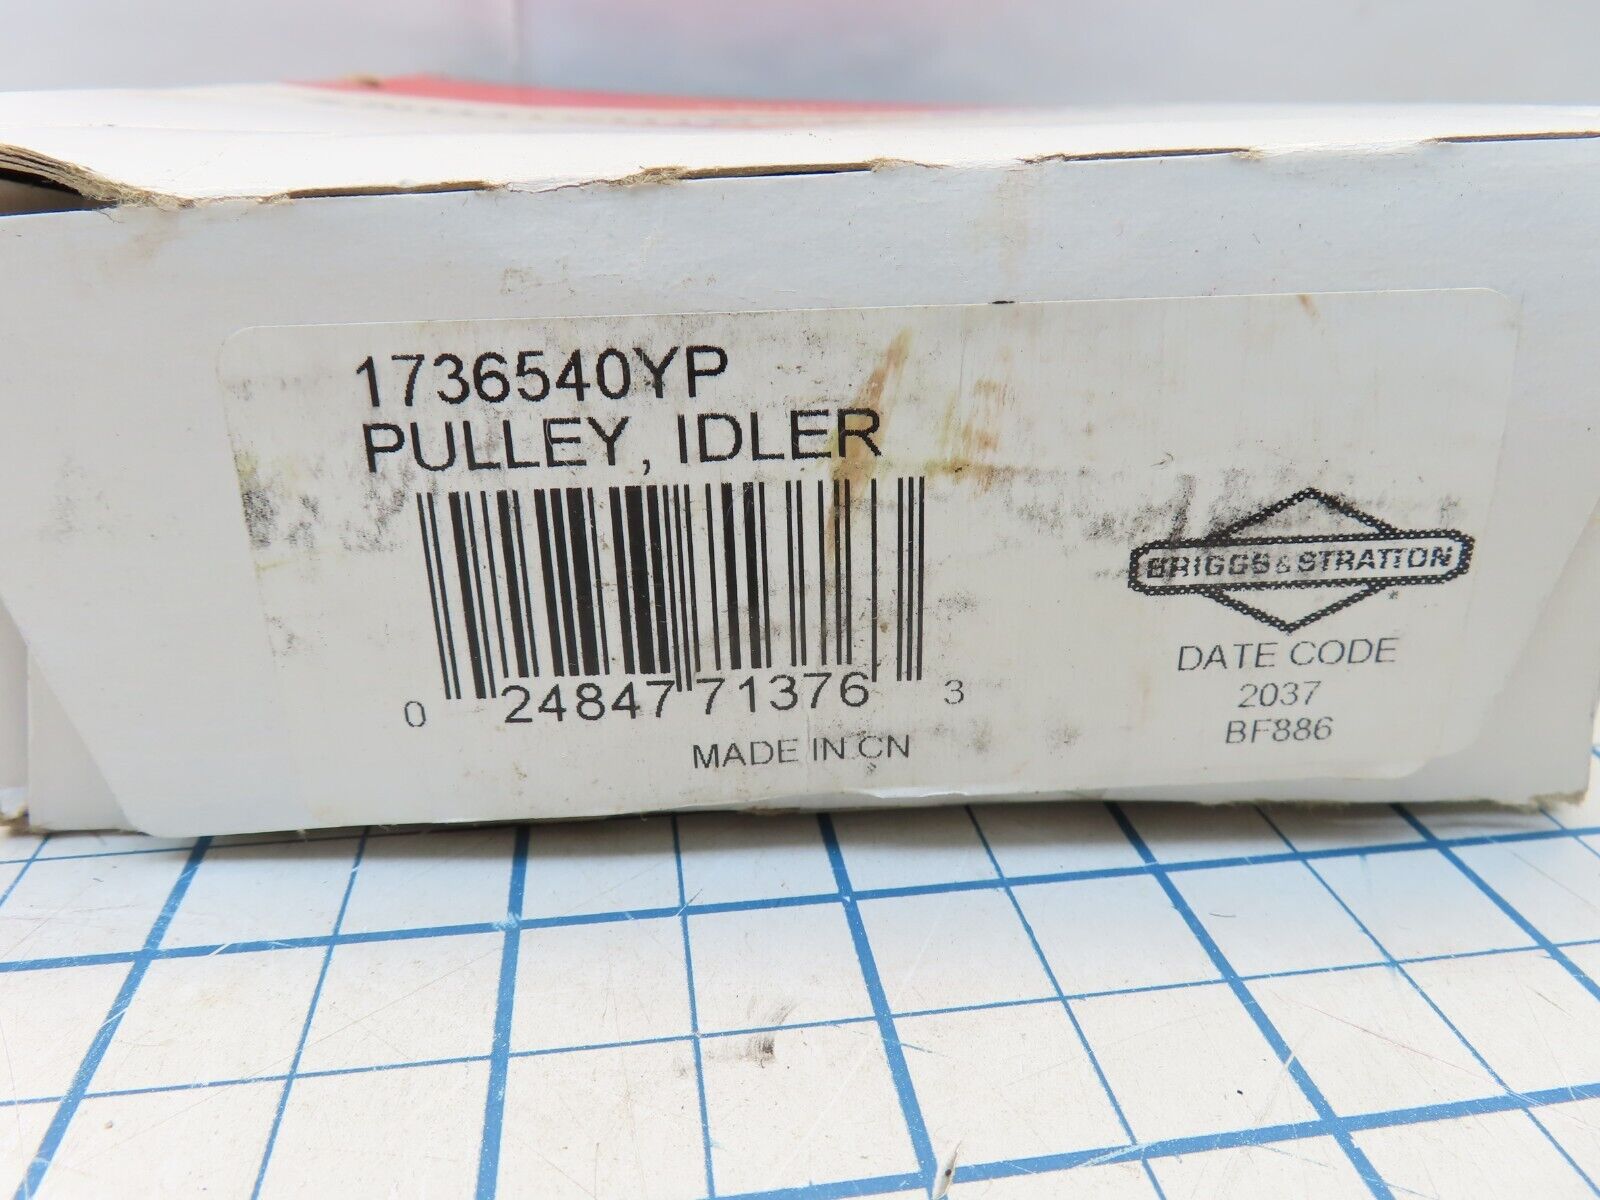 1736540YP
PULLEY, IDLER
0 24847 71376 3
MADE IN CN
BRIGGS & STRATTON
DATE CODE
2037
BF886